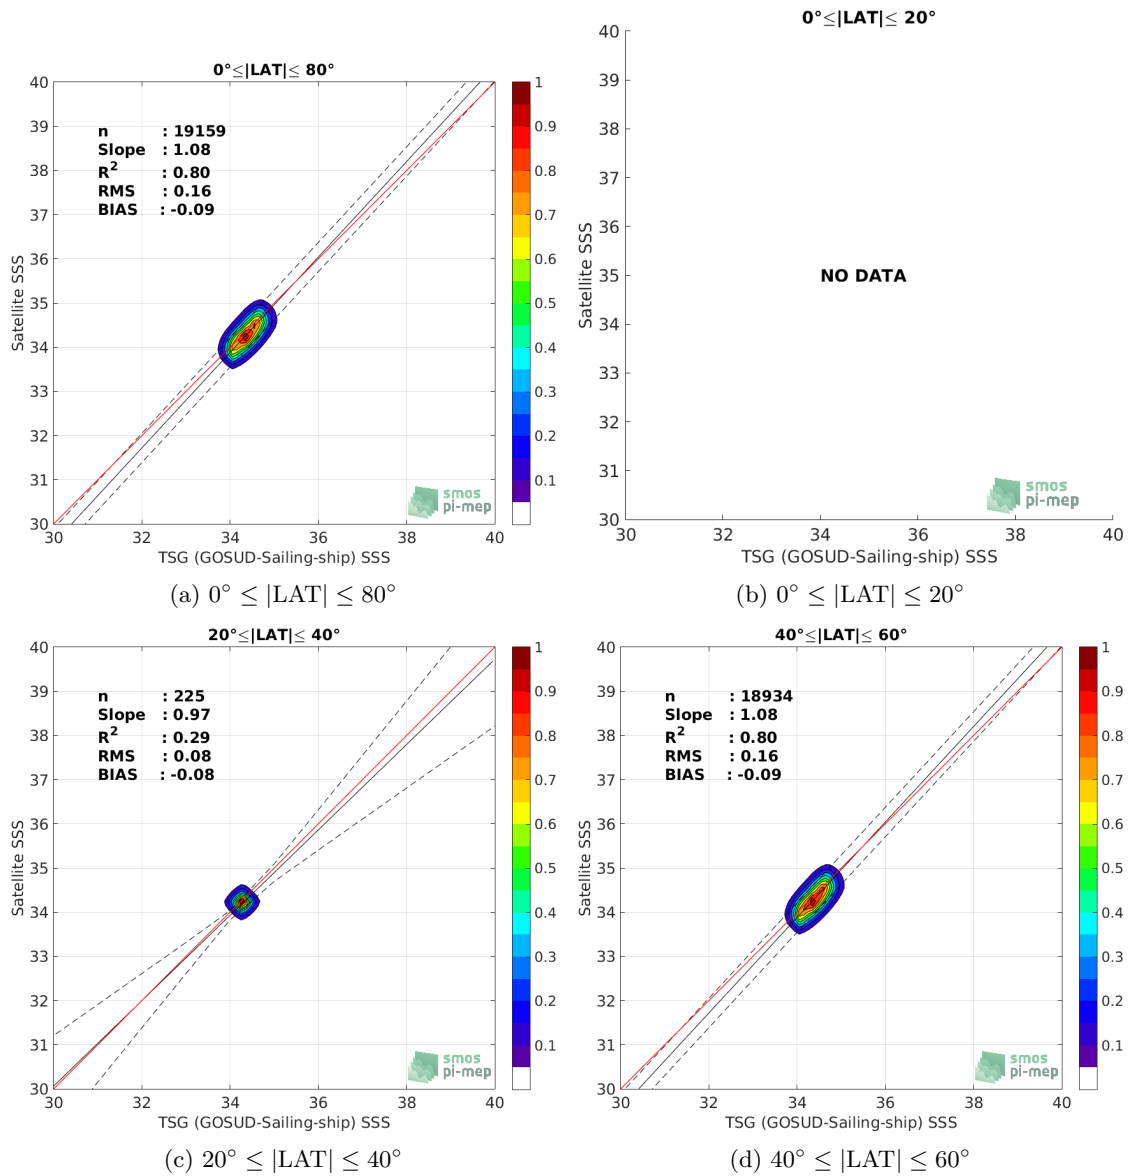 0°≤|LAT|≤ 80°
n : 19159
Slope : 1.08
R² : 0.80
RMS : 0.16
BIAS : -0.09
40
39
38
37
36
35
34
33
32
31
30
30 32 34 36 38 40
Satellite SSS
TSG (GOSUD-Sailing-ship) SSS
1
0.9
0.8
0.7
0.6
0.5
0.4
0.3
0.2
0.1
smos
pi-mep
(a) 0° ≤ |LAT| ≤ 80°
0°≤|LAT|≤ 20°
NO DATA
40
39
38
37
36
35
34
33
32
31
30
30 32 34 36 38 40
Satellite SSS
TSG (GOSUD-Sailing-ship) SSS
smos
pi-mep
(b) 0° ≤ |LAT| ≤ 20°
20°≤|LAT|≤ 40°
n : 225
Slope : 0.97
R² : 0.29
RMS : 0.08
BIAS : -0.08
40
39
38
37
36
35
34
33
32
31
30
30 32 34 36 38 40
Satellite SSS
TSG (GOSUD-Sailing-ship) SSS
1
0.9
0.8
0.7
0.6
0.5
0.4
0.3
0.2
0.1
smos
pi-mep
(c) 20° ≤ |LAT| ≤ 40°
40°≤|LAT|≤ 60°
n : 18934
Slope : 1.08
R² : 0.80
RMS : 0.16
BIAS : -0.09
40
39
38
37
36
35
34
33
32
31
30
30 32 34 36 38 40
Satellite SSS
TSG (GOSUD-Sailing-ship) SSS
1
0.9
0.8
0.7
0.6
0.5
0.4
0.3
0.2
0.1
smos
pi-mep
(d) 40° ≤ |LAT| ≤ 60°